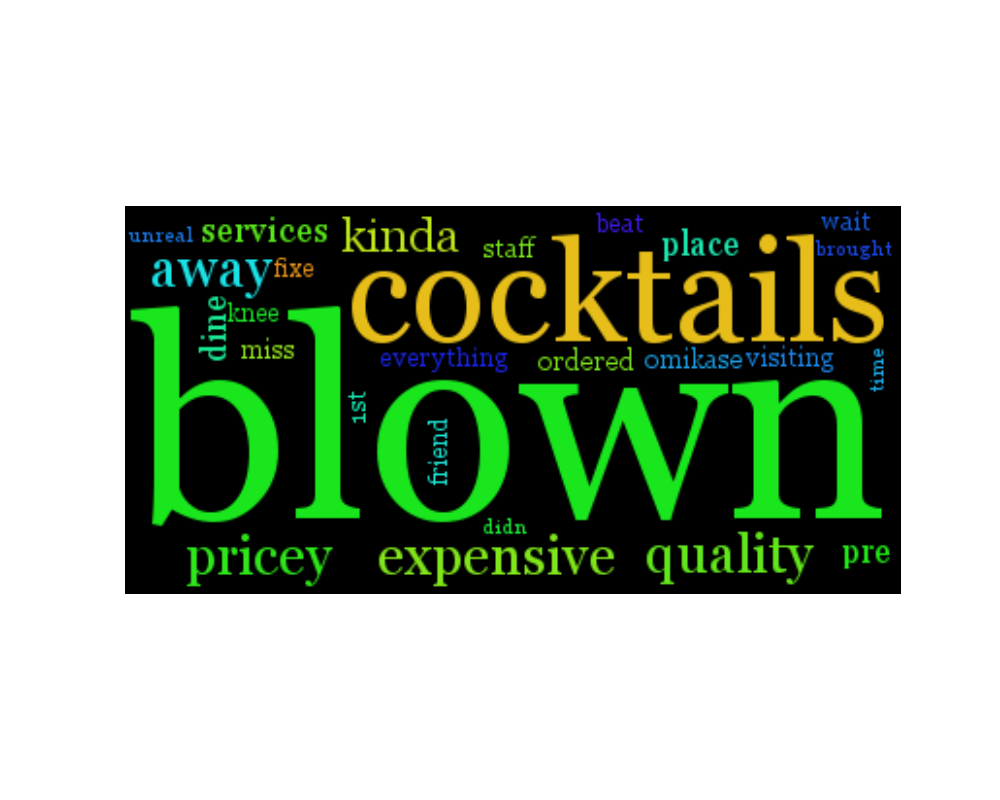 unreal services kinda staff beat place wait
brought
away fixe
cocktails
dine knee
miss everything ordered omikase visiting time
blown
1st
friend
didn
pricey expensive quality pre